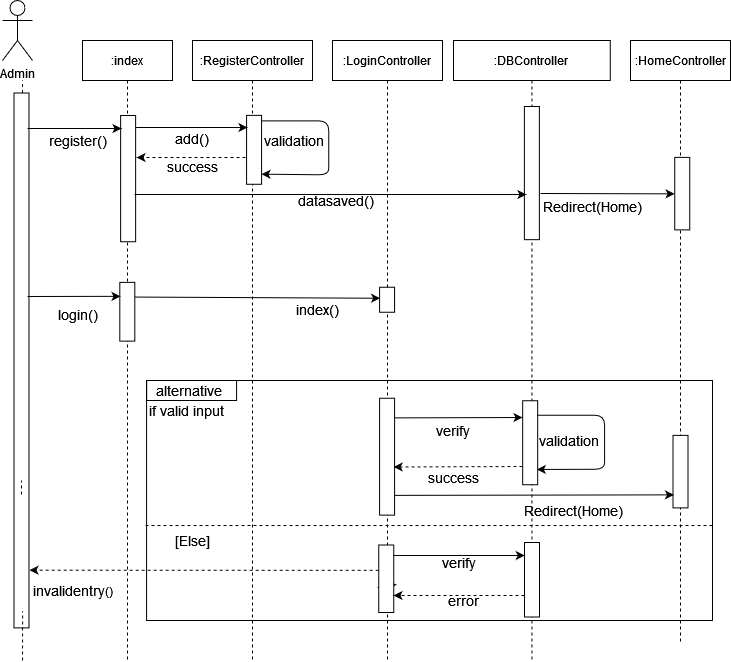 Admin
:index
:RegisterController
:LoginController
:DBController
:HomeController
register()
add()
validation
success
datasaved()
Redirect(Home)
login()
index()
alternative
if valid input
verify
validation
success
Redirect(Home)
[Else]
verify
invalidentry()
error